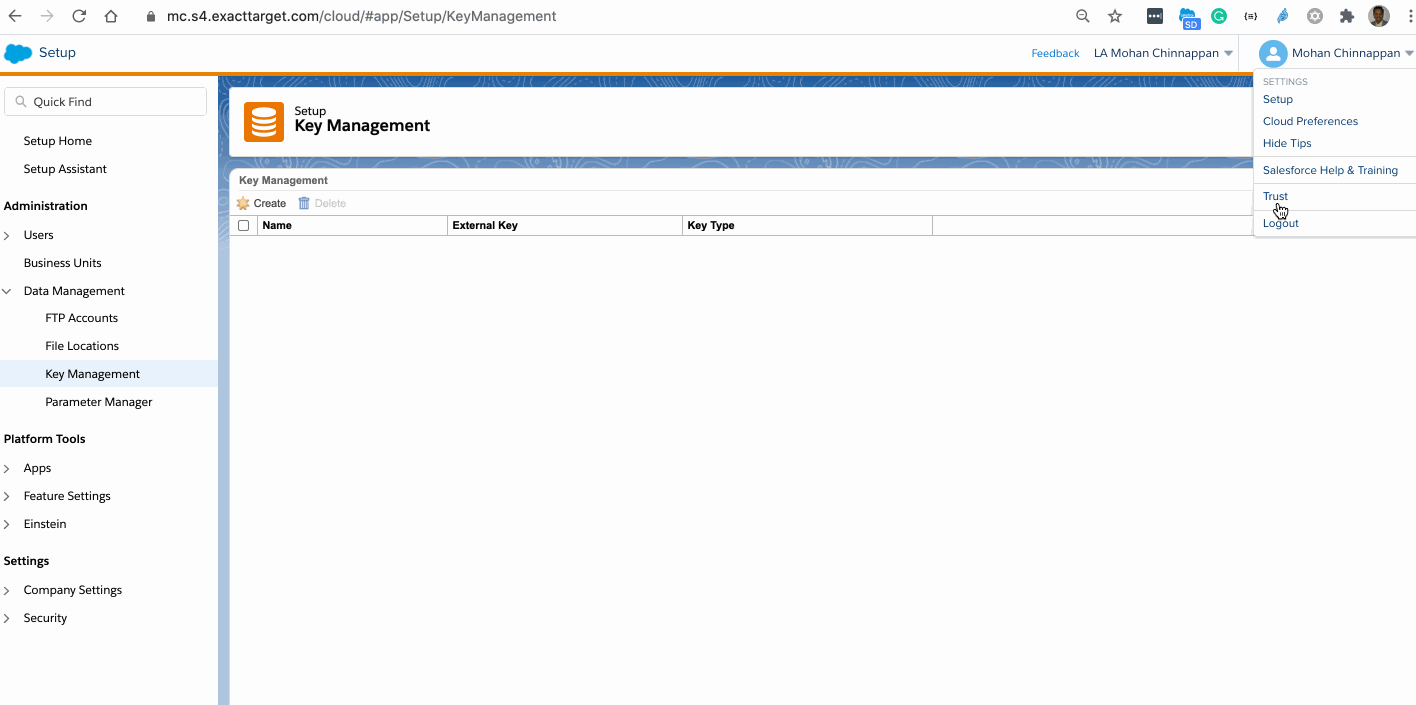 mc.s4.exacttarget.com/cloud/#app/Setup/KeyManagement
SD
Setup
Feedback
LA Mohan Chinnappan
Mohan Chinnappan
SETTINGS
Setup
Cloud Preferences
Hide Tips
Salesforce Help & Training
Trust
Logout
Quick Find
Setup Home
Setup Assistant
Administration
Users
Business Units
Data Management
FTP Accounts
File Locations
Key Management
Parameter Manager
Platform Tools
Apps
Feature Settings
Einstein
Settings
Company Settings
Security
Setup
Key Management
Key Management
Create Delete
Name External Key Key Type